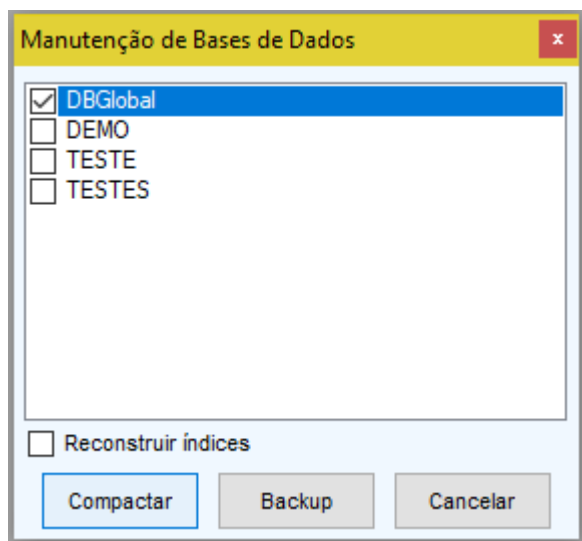 Manutenção de Bases de Dados
x
DBGlobal
DEMO
TESTE
TESTES
Reconstruir índices
Compactar Backup Cancelar